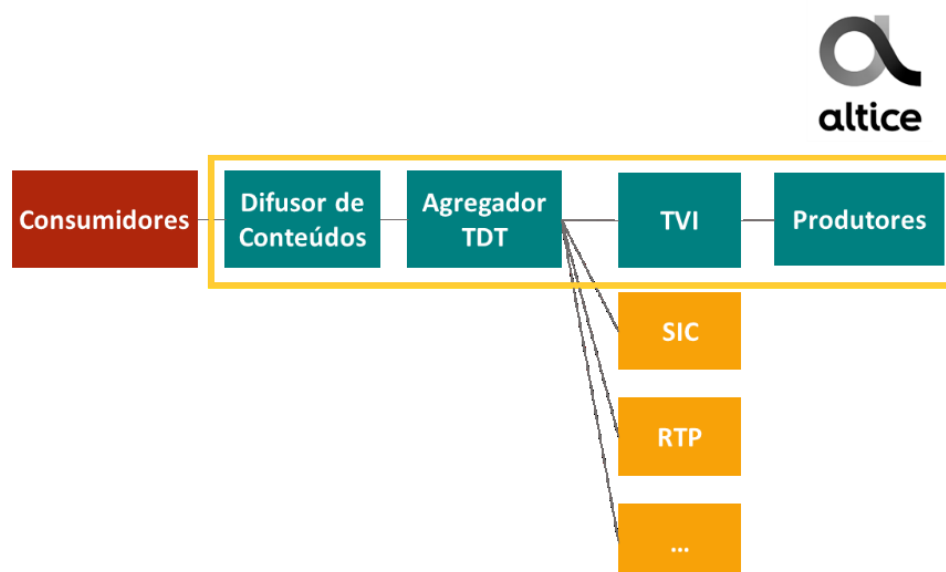 altice
Consumidores
Difusor de
Conteúdos
Agregador
TDT
TVI
Produtores
SIC
RTP
...